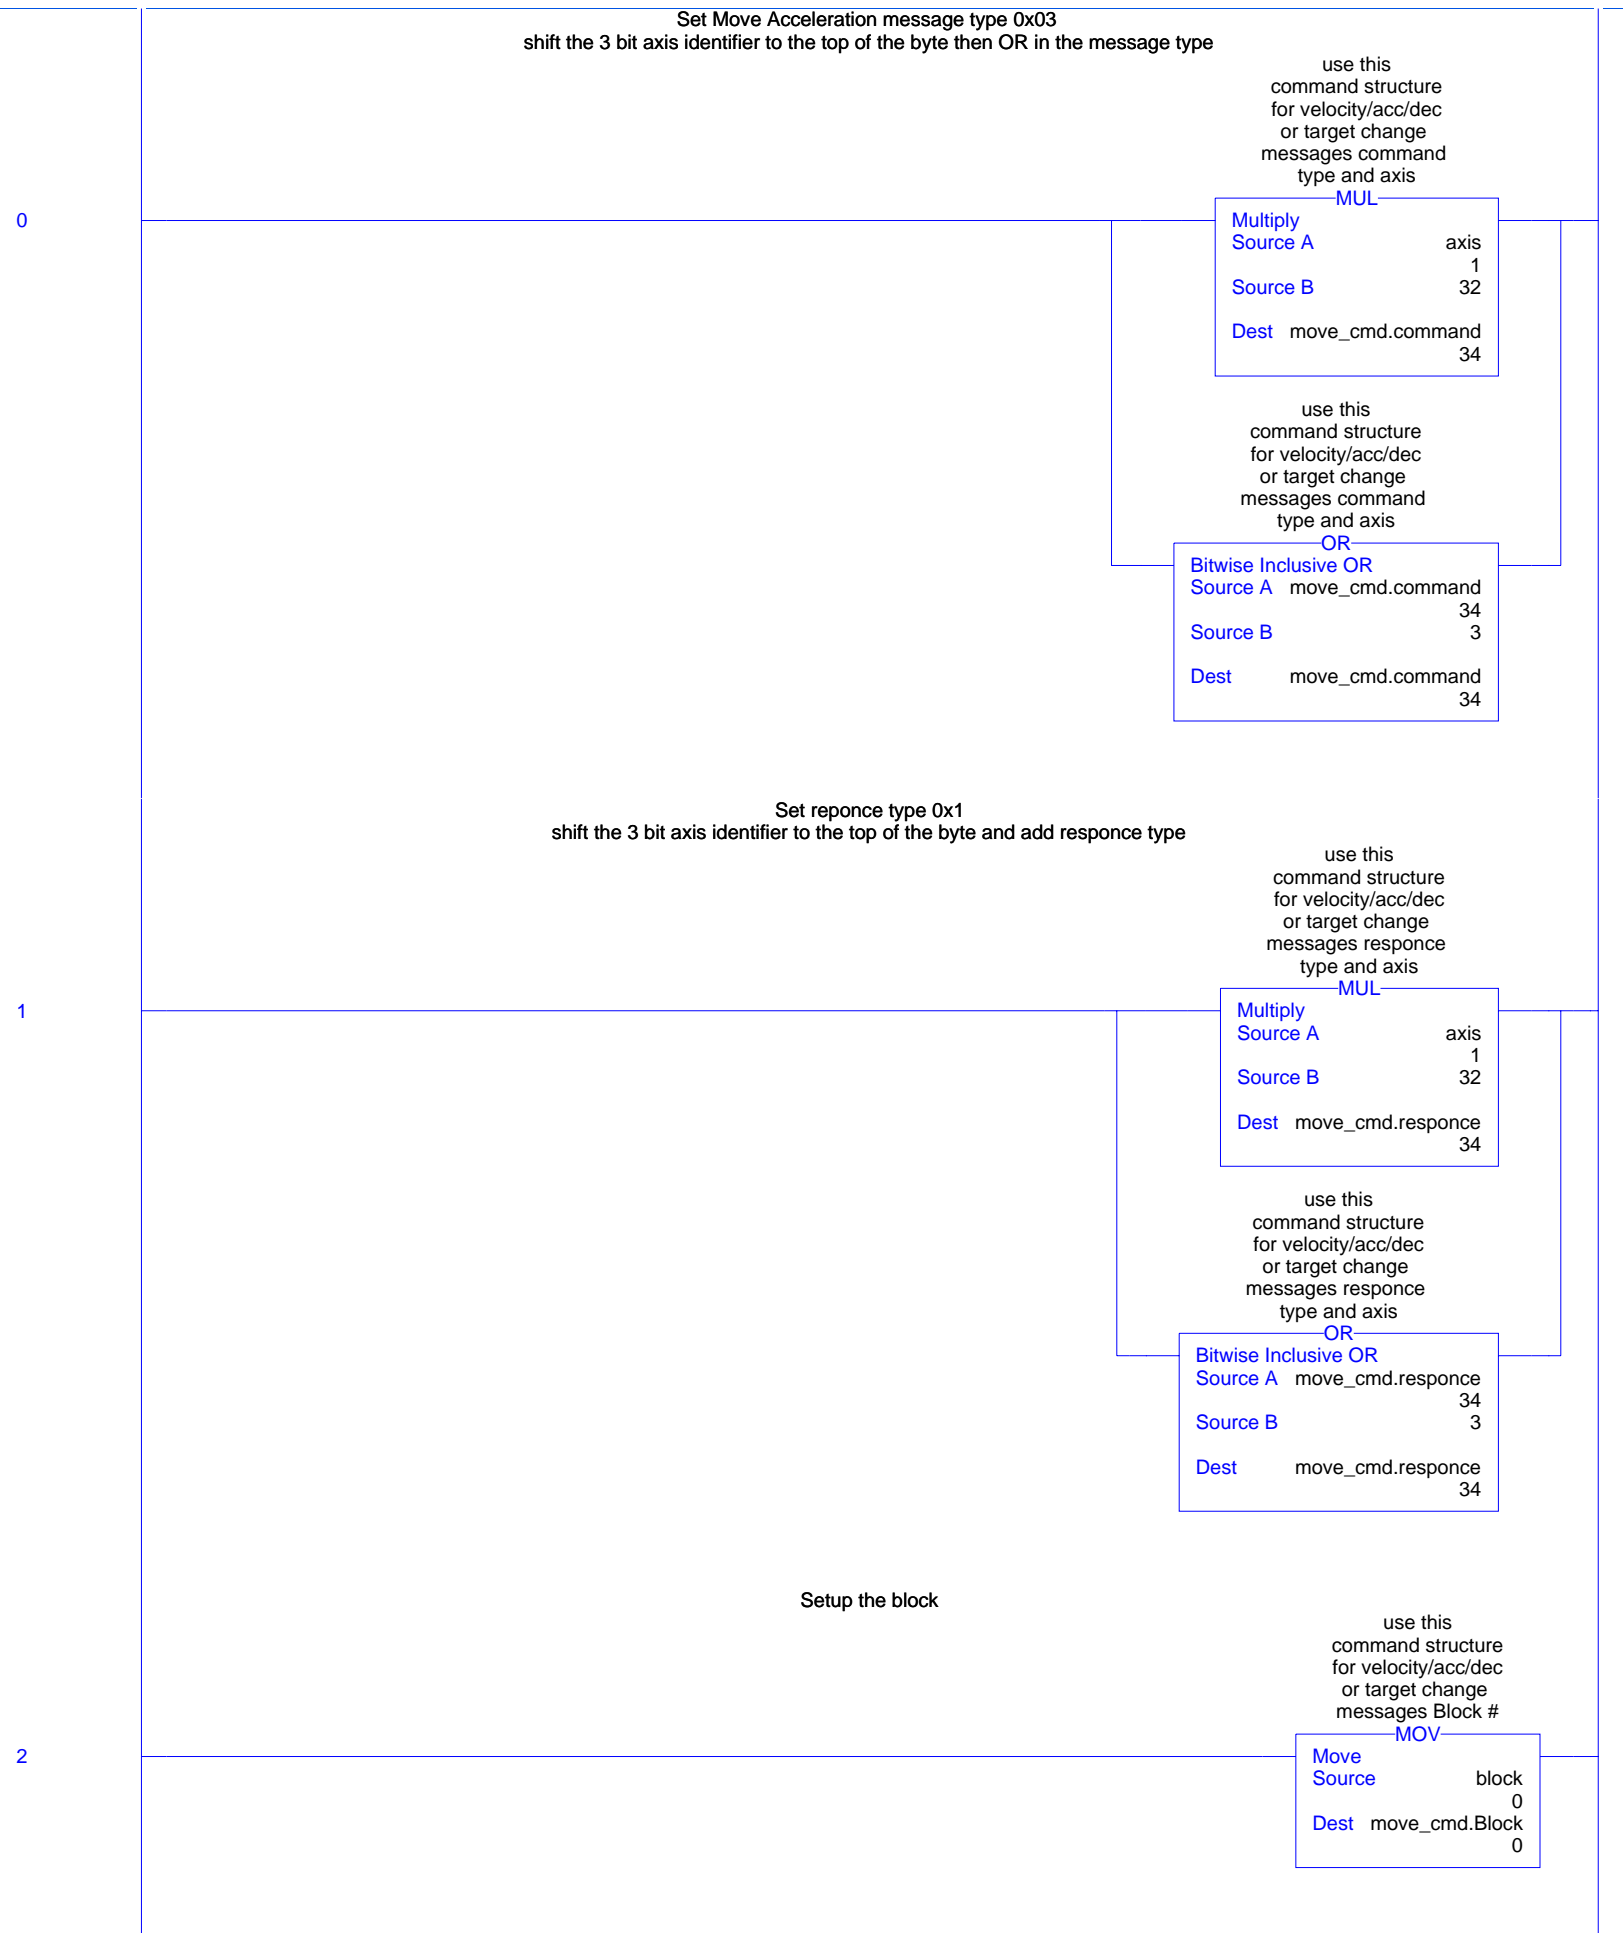 Set Move Acceleration message type 0x03
shift the 3 bit axis identifier to the top of the byte then OR in the message type
use this
command structure
for velocity/acc/dec
or target change
messages command
type and axis
MUL
0
Multiply
Source A axis
1
Source B 32
Dest move_cmd.command
34
use this
command structure
for velocity/acc/dec
or target change
messages command
type and axis
OR
Bitwise Inclusive OR
Source A move_cmd.command
34
Source B 3
Dest move_cmd.command
34
Set reponce type 0x1
shift the 3 bit axis identifier to the top of the byte and add responce type
use this
command structure
for velocity/acc/dec
or target change
messages responce
type and axis
MUL
1
Multiply
Source A axis
1
Source B 32
Dest move_cmd.responce
34
use this
command structure
for velocity/acc/dec
or target change
messages responce
type and axis
OR
Bitwise Inclusive OR
Source A move_cmd.responce
34
Source B 3
Dest move_cmd.responce
34
Setup the block
use this
command structure
for velocity/acc/dec
or target change
messages Block #
MOV
2
Move
Source block
0
Dest move_cmd.Block
0